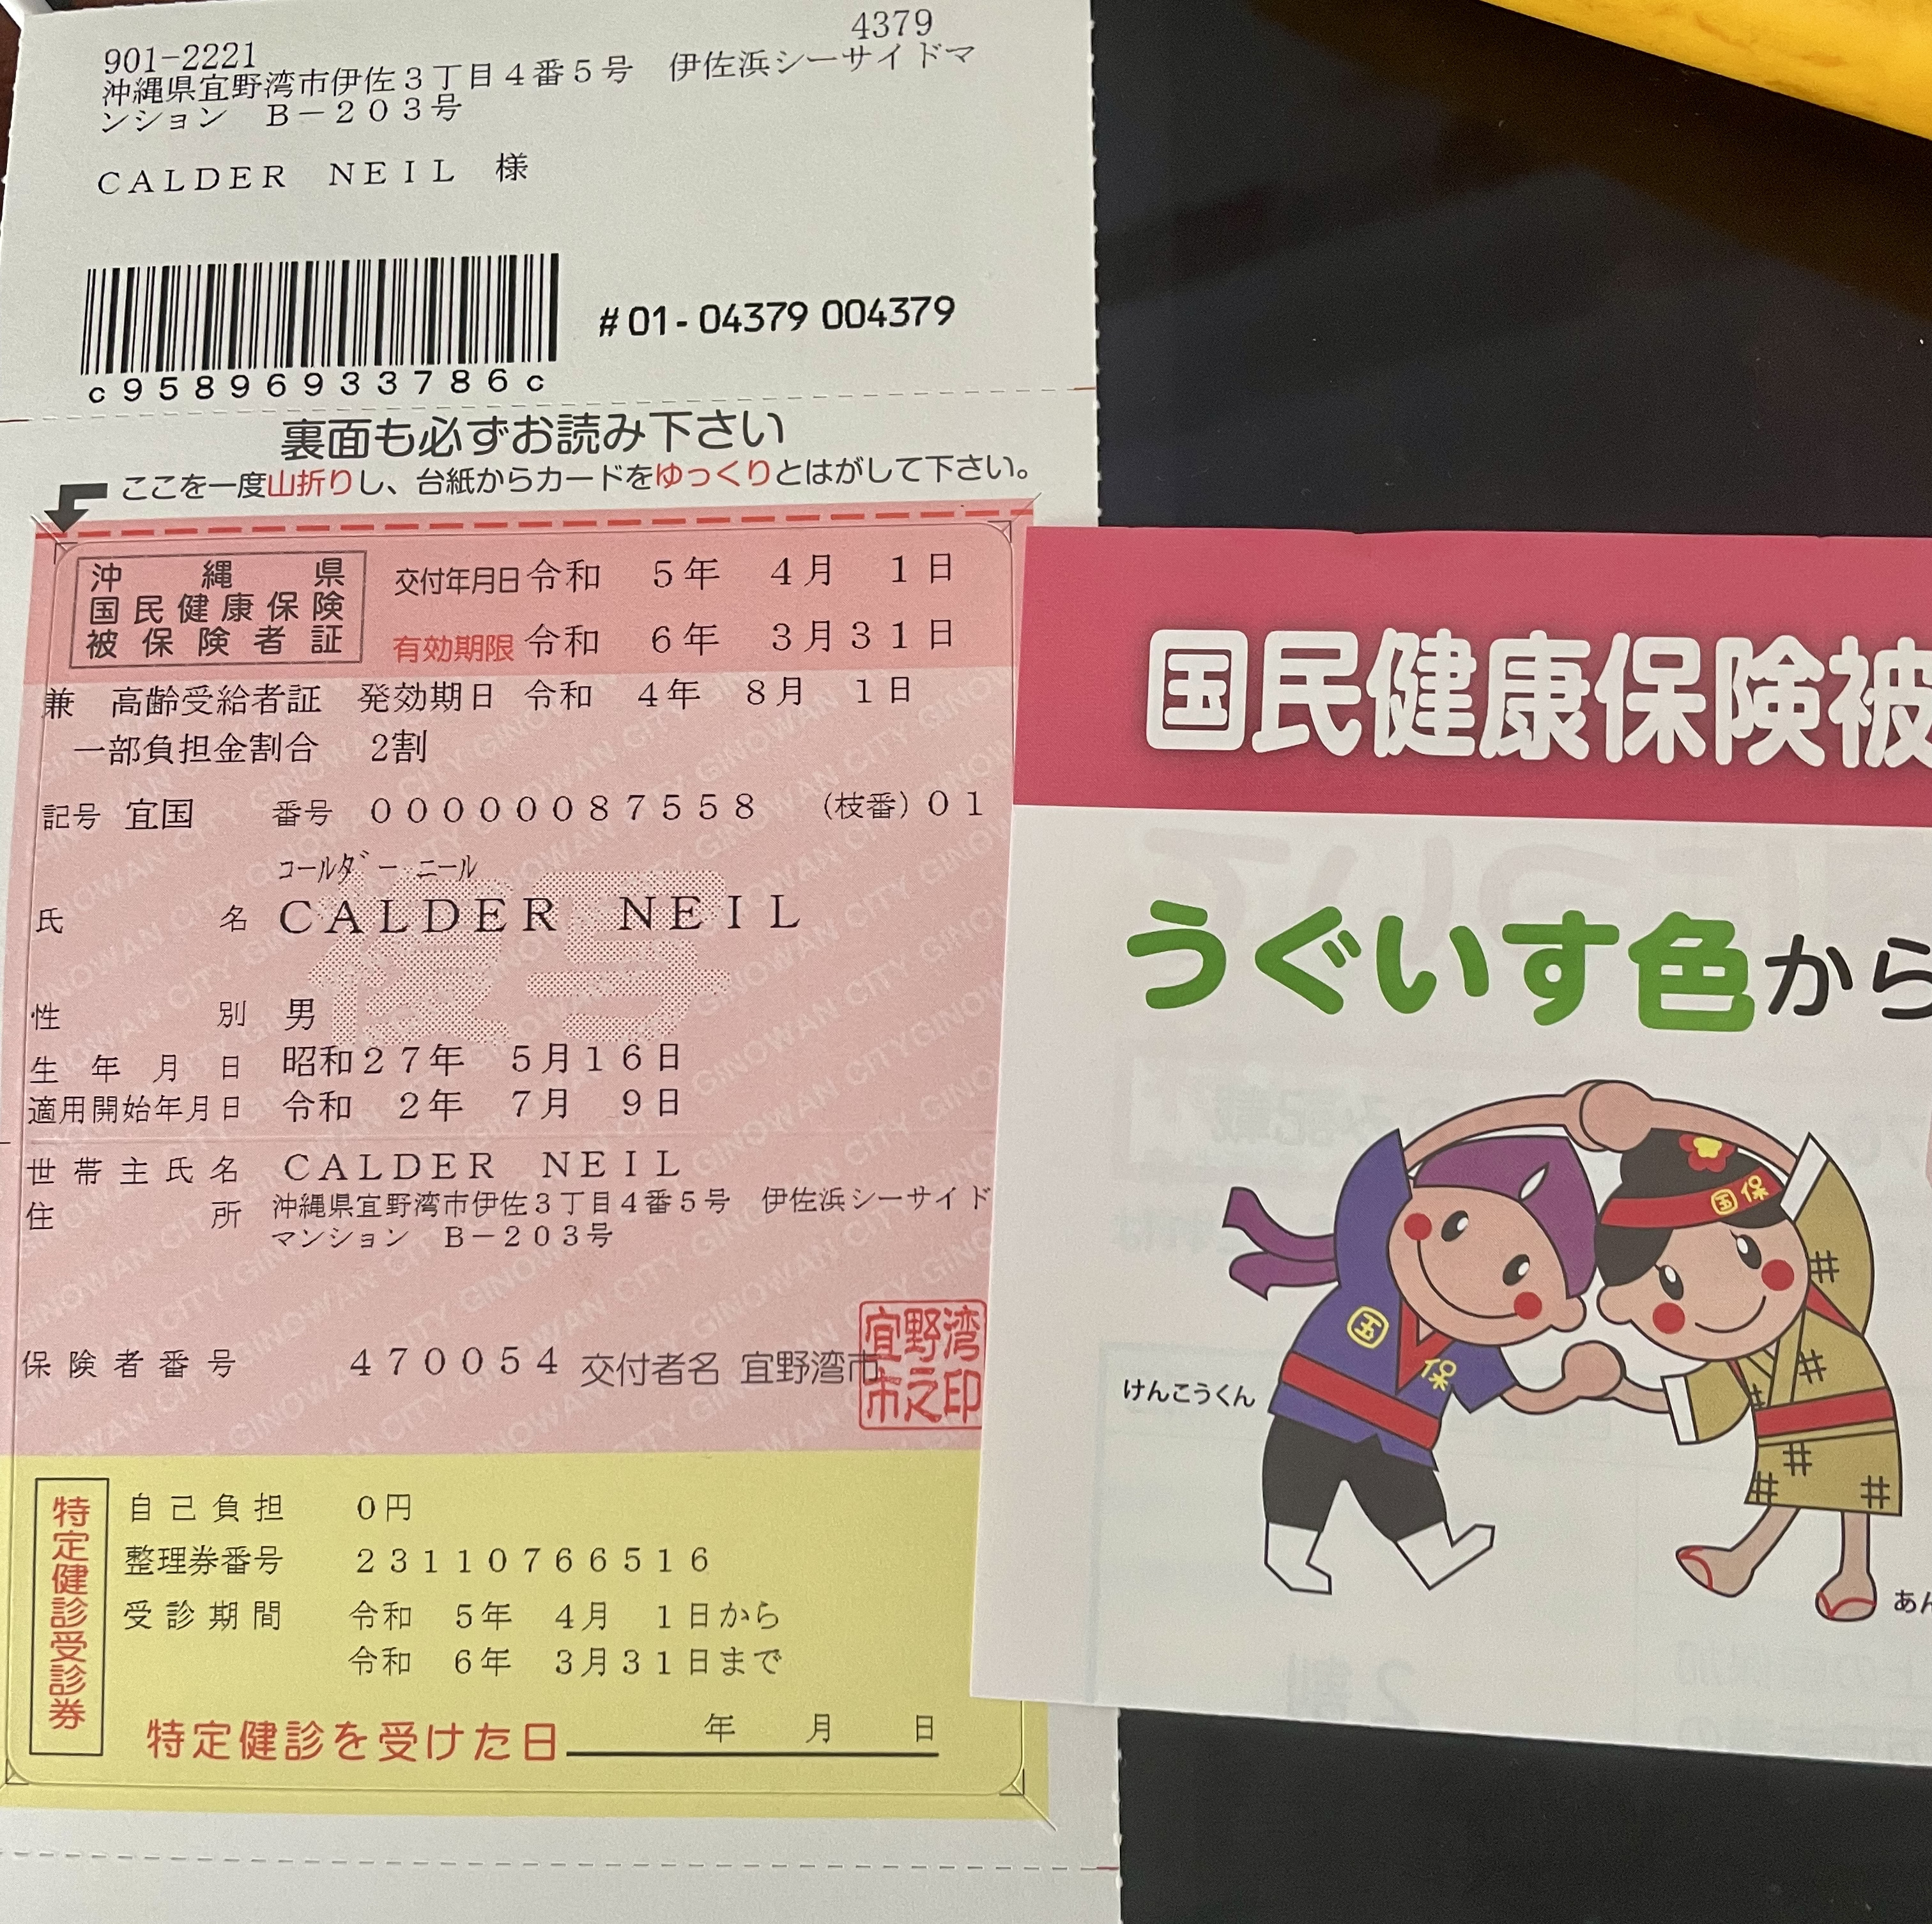 4379
901-2221
沖縄県宜野湾市伊佐3丁目4番5号　伊佐浜シーサイドマ
ンション　B-203号
CALDER　NEIL　様
#01-04379 004379
c95896933786c
裏面も必ずお読み下さい
ここを一度山折りし、台紙からカードをゆっくりとはがして下さい。
沖縄県
国民健康保険
被保険者証
交付年月日 令和　5年　4月　1日
有効期限 令和　6年　3月31日
兼　高齢受給者証　発効期日　令和　4年　8月　1日
一部負担金割合　2割
記号　宜国　番号　00000087558　(枝番)01
コールダー　ニール
氏名　CALDER　NEIL
性別　男
生年月日　昭和27年　5月16日
適用開始年月日　令和　2年　7月　9日
世帯主氏名　CALDER　NEIL
住所　沖縄県宜野湾市伊佐3丁目4番5号　伊佐浜シーサイド
マンション　B-203号
保険者番号　470054　交付者名　宜野湾市
宜野湾
市之印
特定健診受診券
自己負担　0円
整理券番号　23110766516
受診期間　令和　5年　4月　1日から
令和　6年　3月31日まで
特定健診を受けた日　年　月　日
国民健康保険被
うぐいす色から
国保
国
保
けんこうくん
あん